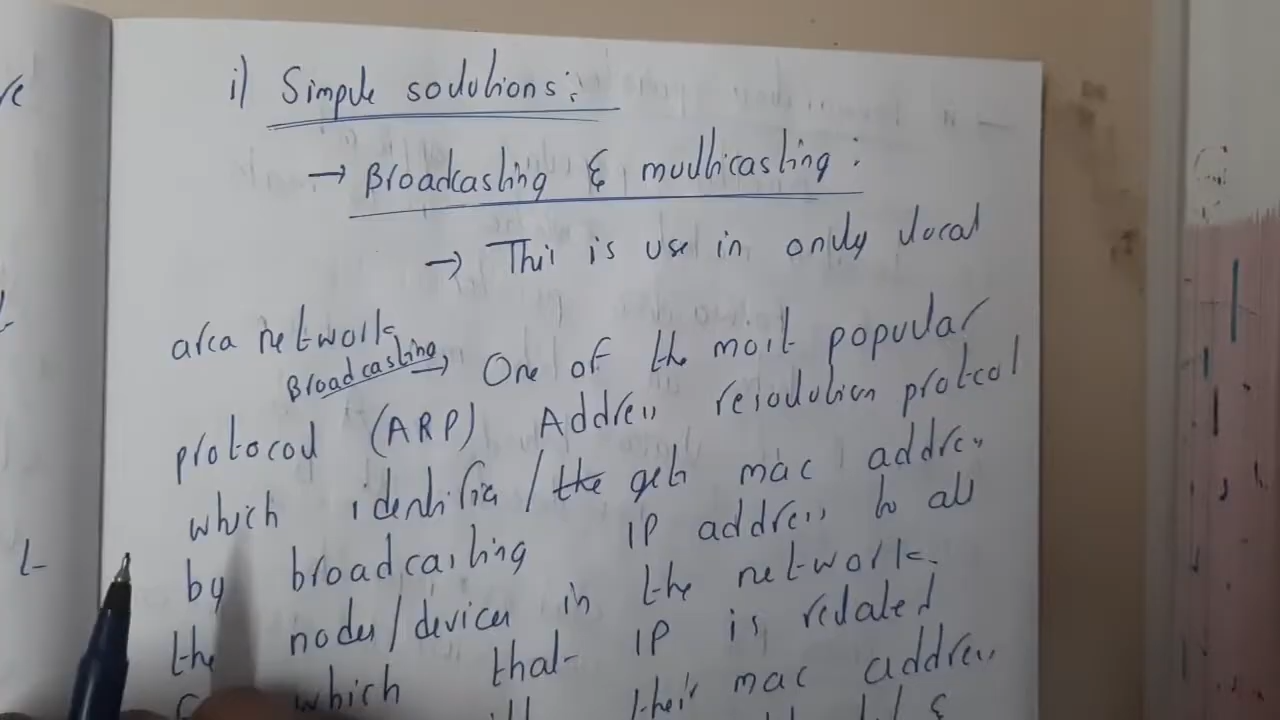 i) Simple solutions:
→ Broadcasting & multicasting:
→ This is use in only local
area network
Broadcasting, One of the most popular
protocol (ARP) Address resolution protcol
which identifies / the gets mac address
by broadcasting IP address to all
the nodes/devices in the network.
which that IP is related
their mac address
&